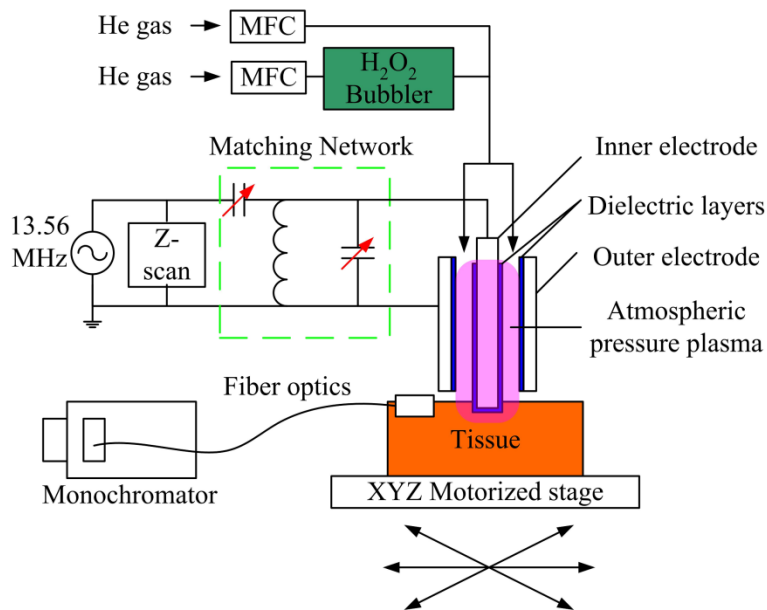 He gas
MFC
He gas
MFC
H₂O₂
Bubbler
Matching Network
Inner electrode
Dielectric layers
13.56
MHz
Z-
scan
Outer electrode
Atmospheric
pressure plasma
Fiber optics
Tissue
Monochromator
XYZ Motorized stage